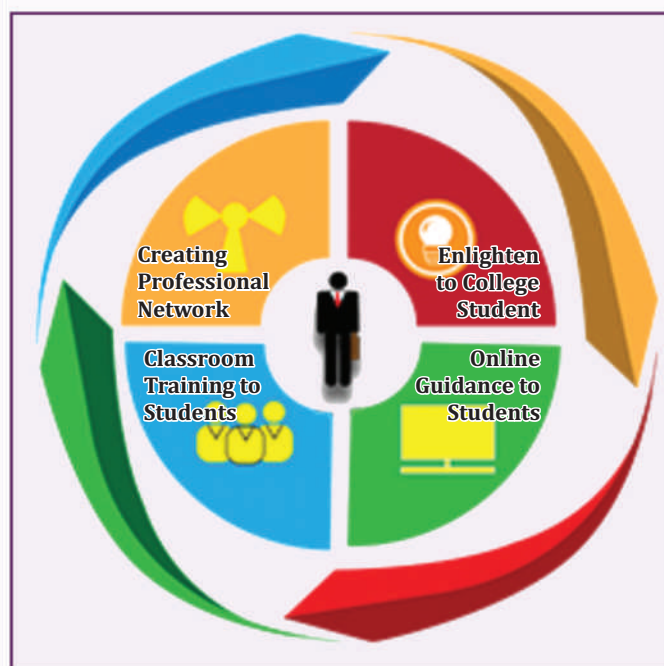 Creating
Professional
Network
Enlighten
to College
Student
Classroom
Training to
Students
Online
Guidance to
Students